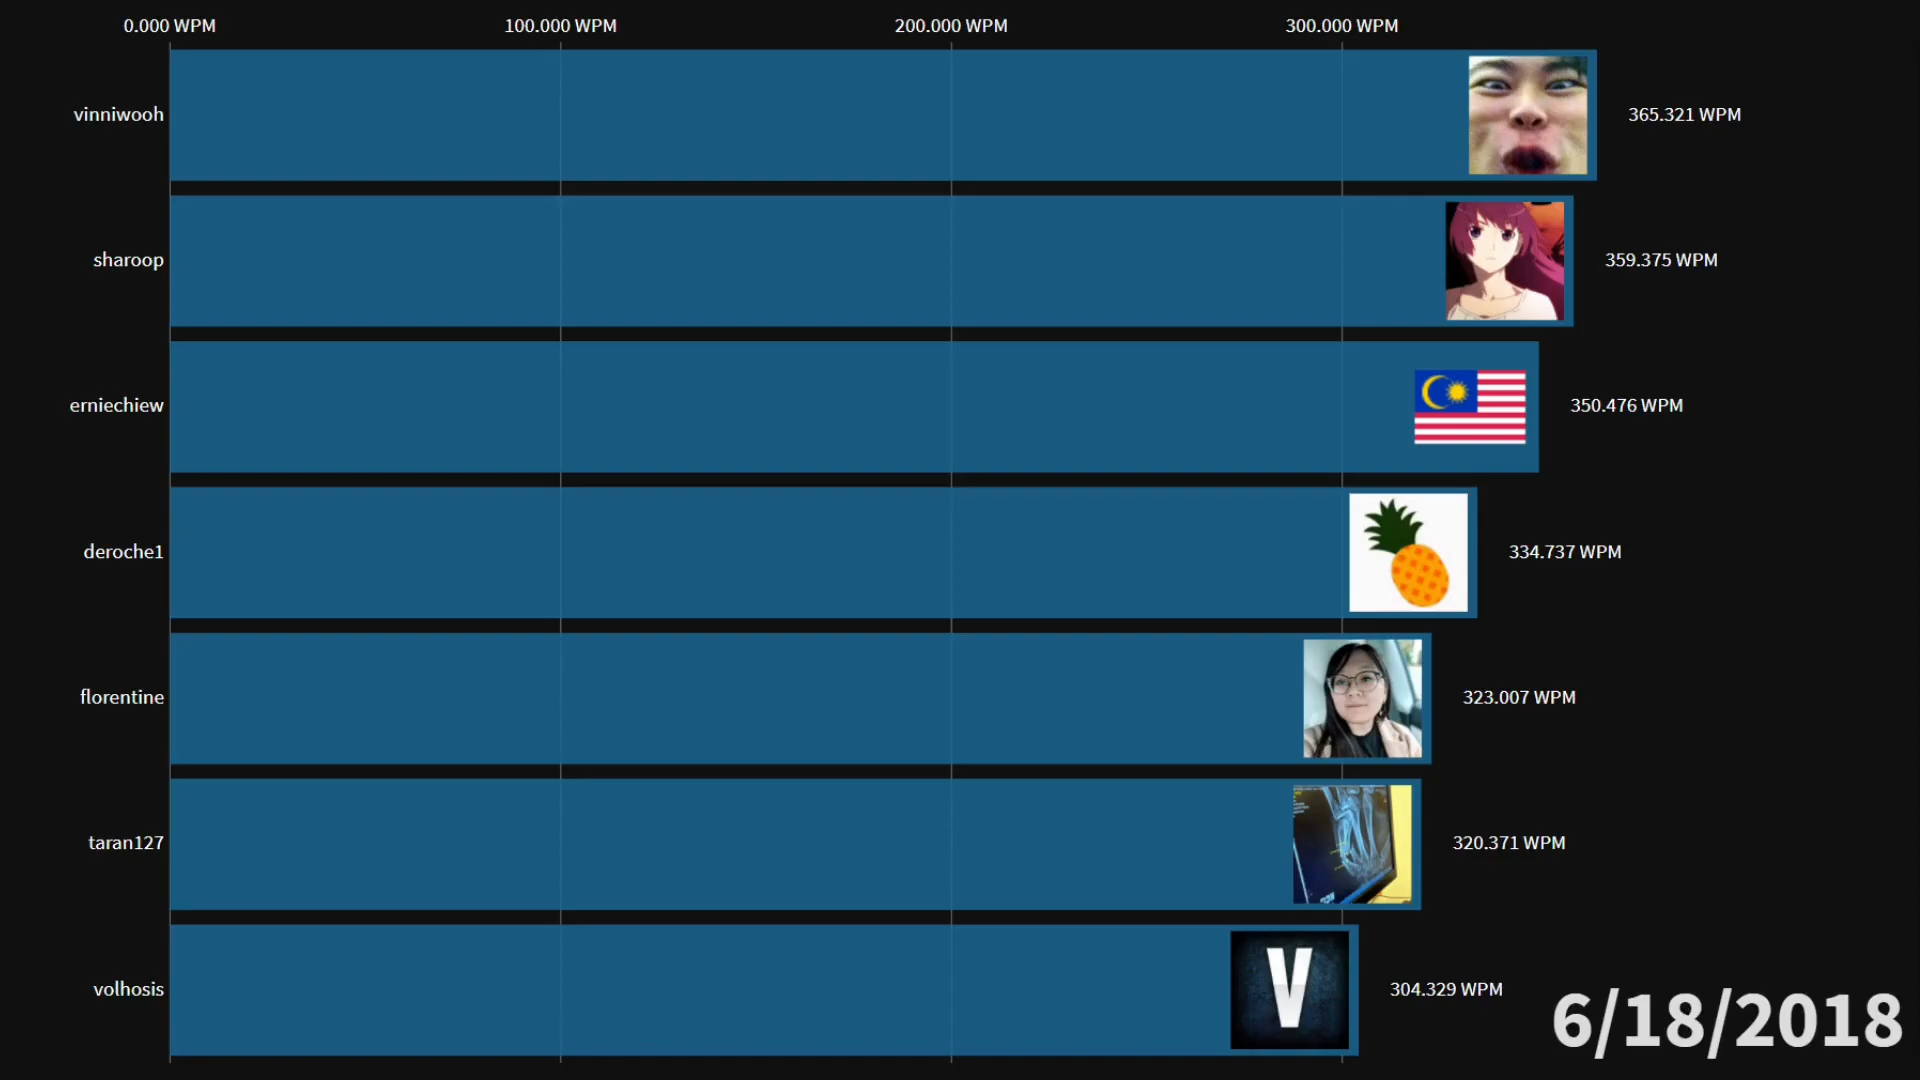 0.000 WPM 100.000 WPM 200.000 WPM 300.000 WPM
vinniwooh 365.321 WPM
sharoop 359.375 WPM
erniechiew 350.476 WPM
deroche1 334.737 WPM
florentine 323.007 WPM
taran127 320.371 WPM
volhosis V 304.329 WPM
6/18/2018